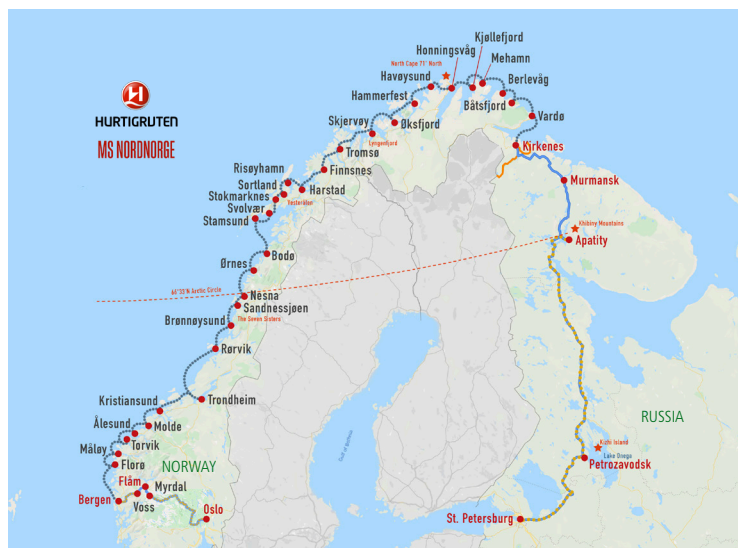 Kjøllefjord
Honningsvåg
Mehamn
North Cape 71° North
Havøysund
Berlevåg
Hammerfest
Båtsfjord
HURTIGRUTEN
MS NORDNORGE
Skjervøy
Øksfjord
Vardø
Lyngenfjord
Kirkenes
Tromsø
Risøyhamn
Finnsnes
Murmansk
Sortland
Harstad
Stokmarknes
Vesterålen
Svolvær
Stamsund
Khibiny Mountains
Apatity
Bodø
Ørnes
66°33'N Arctic Circle
Nesna
Sandnessjøen
The Seven Sisters
Brønnøysund
Rørvik
Kristiansund
Trondheim
Ålesund
Molde
RUSSIA
Torvik
Måløy
Kizhi Island
Gulf of Bothnia
Lake Onega
Florø
NORWAY
Petrozavodsk
Flåm
Myrdal
Bergen
Voss
Oslo
St. Petersburg